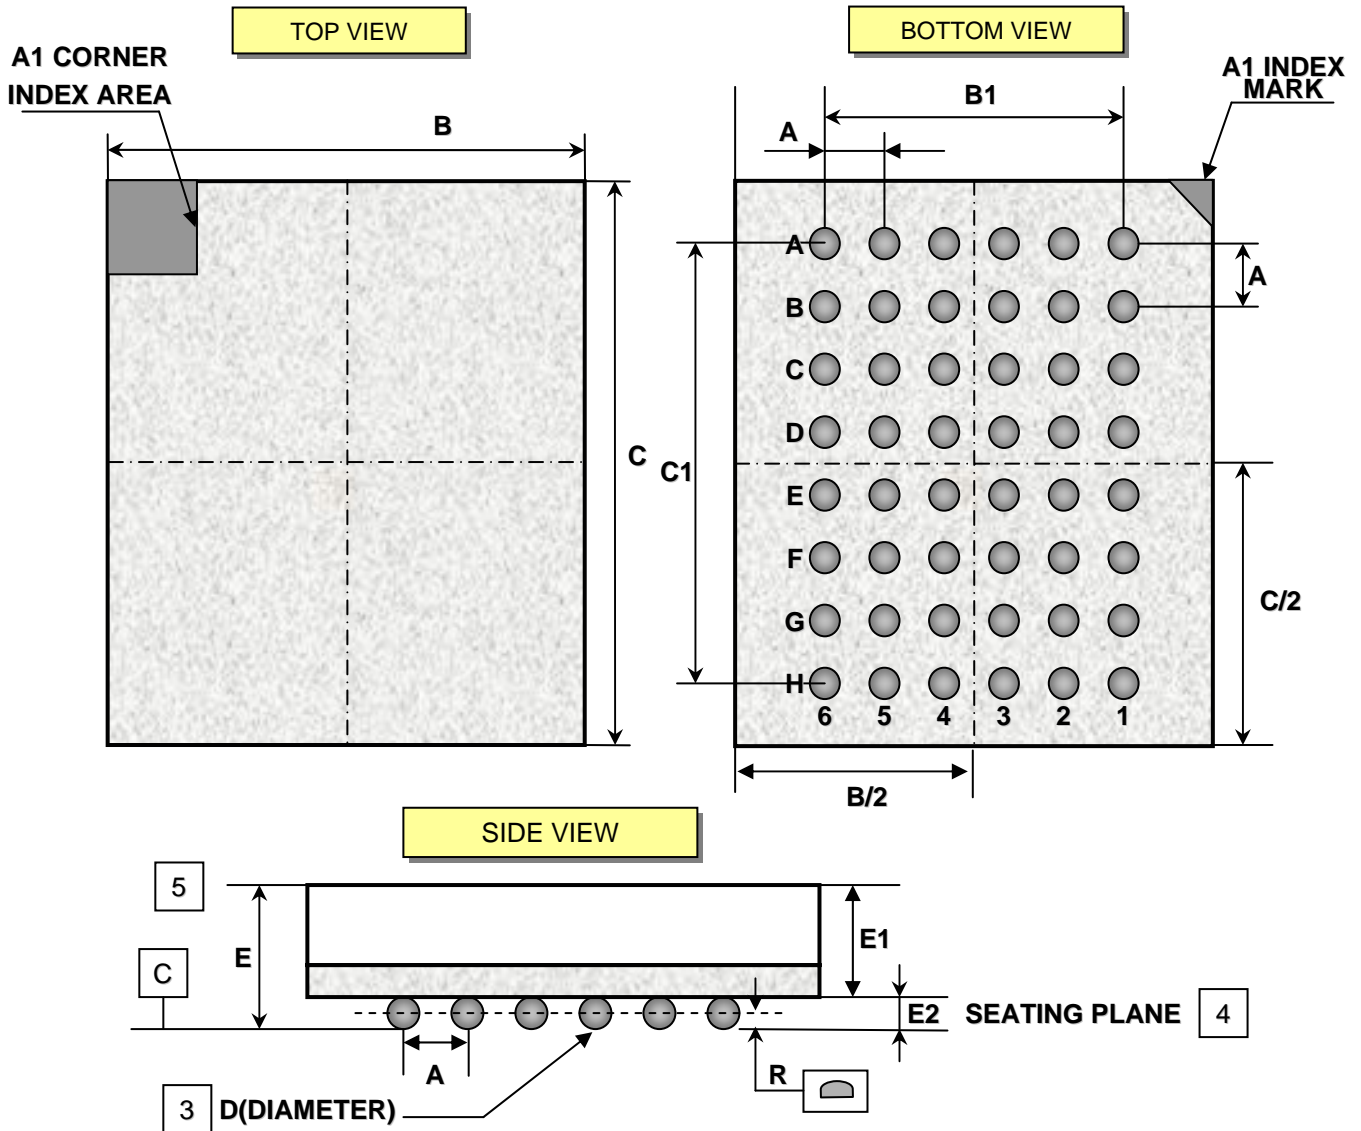 TOP VIEW
BOTTOM VIEW
A1 CORNER
INDEX AREA
A1 INDEX
MARK
B
B1
A
A
B
C
D
E
F
G
H
6 5 4 3 2 1
A
C
C1
C/2
B/2
SIDE VIEW
5
C
E
E1
E2 SEATING PLANE 4
A
R
3 D(DIAMETER)